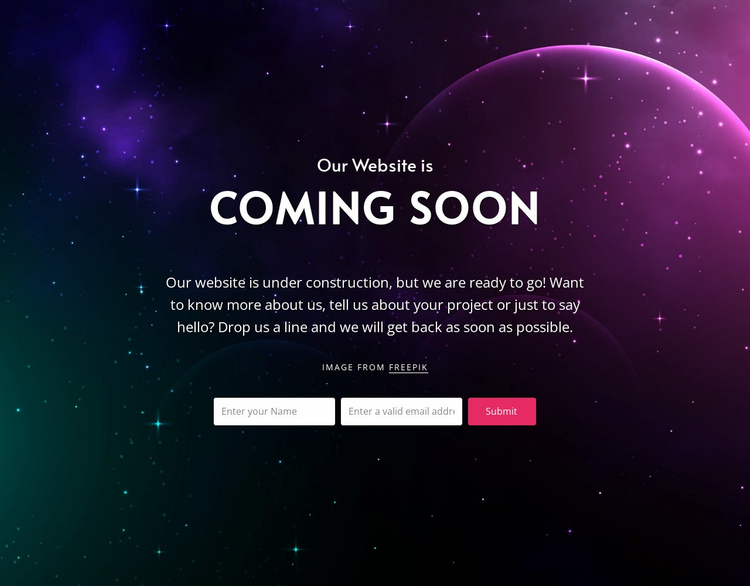 Our Website is
COMING SOON
Our website is under construction, but we are ready to go! Want
to know more about us, tell us about your project or just to say
hello? Drop us a line and we will get back as soon as possible.
IMAGE FROM FREEPIK
Enter your Name Enter a valid email addre Submit